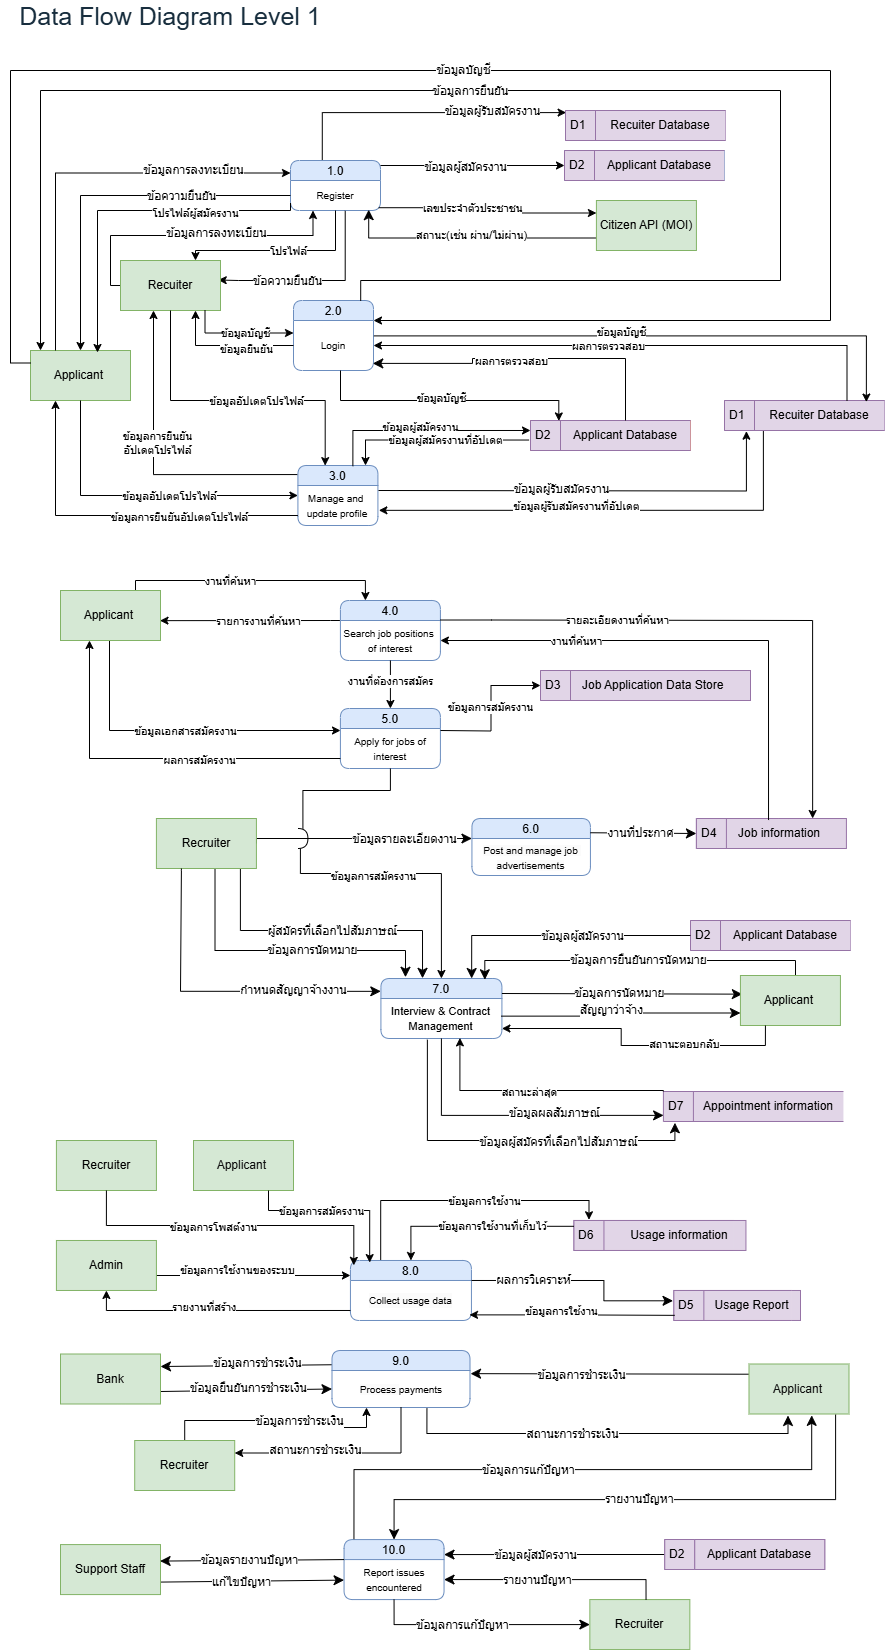 Data Flow Diagram Level 1
ข้อมูลบัญชี
ข้อมูลการยืนยัน
ข้อมูลผู้รับสมัครงาน
D1
Recuiter Database
ข้อมูลการลงทะเบียน
1.0
Register
ข้อมูลผู้สมัครงาน
D2
Applicant Database
ข้อความยืนยัน
โปรไฟล์ผู้สมัครงาน
เลขประจำตัวประชาชน
Citizen API (MOI)
ข้อมูลการลงทะเบียน
สถานะ(เช่น ผ่าน/ไม่ผ่าน)
โปรไฟล์
Recuiter
ข้อความยืนยัน
2.0
Login
ข้อมูลบัญชี
ข้อมูลยืนยัน
ข้อมูลบัญชี
ผลการตรวจสอบ
ผลการตรวจสอบ
Applicant
ข้อมูลอัปเดตโปรไฟล์
ข้อมูลบัญชี
D1
Recuiter Database
ข้อมูลผู้สมัครงาน
ข้อมูลผู้สมัครงานที่อัปเดต
D2
Applicant Database
ข้อมูลการยืนยัน
อัปเดตโปรไฟล์
3.0
Manage and
update profile
ข้อมูลอัปเดตโปรไฟล์
ข้อมูลผู้รับสมัครงาน
ข้อมูลการยืนยันอัปเดตโปรไฟล์
ข้อมูลผู้รับสมัครงานที่อัปเดต
งานที่ค้นหา
Applicant
รายการงานที่ค้นหา
4.0
Search job positions
of interest
รายละเอียดงานที่ค้นหา
งานที่ค้นหา
งานที่ต้องการสมัคร
D3
Job Application Data Store
ข้อมูลการสมัครงาน
5.0
Apply for jobs of
interest
ข้อมูลเอกสารสมัครงาน
ผลการสมัครงาน
Recruiter
ข้อมูลรายละเอียดงาน
6.0
Post and manage job
advertisements
งานที่ประกาศ
D4
Job information
ข้อมูลการสมัครงาน
ผู้สมัครที่เลือกไปสัมภาษณ์
ข้อมูลการนัดหมาย
ข้อมูลผู้สมัครงาน
D2
Applicant Database
ข้อมูลการยืนยันการนัดหมาย
กำหนดสัญญาจ้างงาน
7.0
Interview & Contract
Management
ข้อมูลการนัดหมาย
สัญญาว่าจ้าง
Applicant
สถานะตอบกลับ
สถานะล่าสุด
ข้อมูลผลสัมภาษณ์
D7
Appointment information
ข้อมูลผู้สมัครที่เลือกไปสัมภาษณ์
Recruiter
Applicant
ข้อมูลการใช้งาน
ข้อมูลการสมัครงาน
ข้อมูลการโพสต์งาน
ข้อมูลการใช้งานที่เก็บไว้
D6
Usage information
Admin
ข้อมูลการใช้งานของระบบ
8.0
Collect usage data
ผลการวิเคราะห์
รายงานที่สร้าง
ข้อมูลการใช้งาน
D5
Usage Report
Bank
ข้อมูลการชำระเงิน
ข้อมูลยืนยันการชำระเงิน
9.0
Process payments
ข้อมูลการชำระเงิน
Applicant
ข้อมูลการชำระเงิน
สถานะการชำระเงิน
สถานะการชำระเงิน
Recruiter
ข้อมูลการแก้ปัญหา
รายงานปัญหา
Support Staff
ข้อมูลรายงานปัญหา
แก้ไขปัญหา
10.0
Report issues
encountered
ข้อมูลผู้สมัครงาน
D2
Applicant Database
รายงานปัญหา
ข้อมูลการแก้ปัญหา
Recruiter